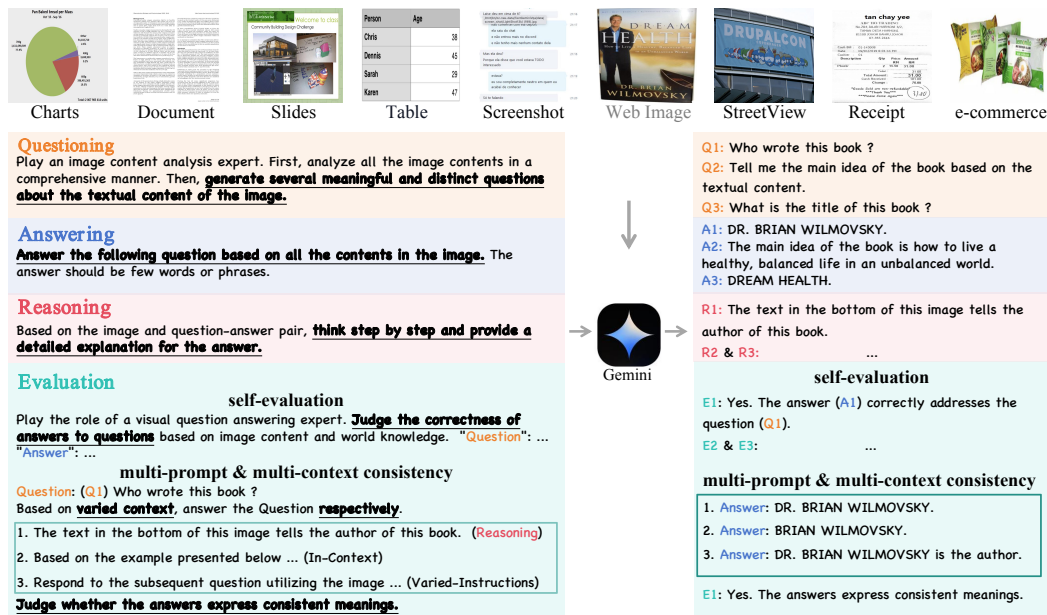 Pan Baked bread per Mass
Welcome to class
Community Building Design Challenge
Person Age
Chris 38
Dennis 45
Sarah 29
Karen 47
DREAM
HEALTH
DR. BRIAN
WILMOVSKY
DRUPALCON
tan chay yee
Charts Document Slides Table Screenshot Web Image StreetView Receipt e-commerce
Questioning
Play an image content analysis expert. First, analyze all the image contents in a
comprehensive manner. Then, generate several meaningful and distinct questions
about the textual content of the image.
Answering
Answer the following question based on all the contents in the image. The
answer should be few words or phrases.
Reasoning
Based on the image and question-answer pair, think step by step and provide a
detailed explanation for the answer.
Evaluation
self-evaluation
Play the role of a visual question answering expert. Judge the correctness of
answers to questions based on image content and world knowledge. "Question": ...
"Answer": ...
multi-prompt & multi-context consistency
Question: (Q1) Who wrote this book ?
Based on varied context, answer the Question respectively.
1. The text in the bottom of this image tells the author of this book. (Reasoning)
2. Based on the example presented below ... (In-Context)
3. Respond to the subsequent question utilizing the image ... (Varied-Instructions)
Judge whether the answers express consistent meanings.
Gemini
Q1: Who wrote this book ?
Q2: Tell me the main idea of the book based on the
textual content.
Q3: What is the title of this book ?
A1: DR. BRIAN WILMOVSKY.
A2: The main idea of the book is how to live a
healthy, balanced life in an unbalanced world.
A3: DREAM HEALTH.
R1: The text in the bottom of this image tells the
author of this book.
R2 & R3: ...
self-evaluation
E1: Yes. The answer (A1) correctly addresses the
question (Q1).
E2 & E3: ...
multi-prompt & multi-context consistency
1. Answer: DR. BRIAN WILMOVSKY.
2. Answer: BRIAN WILMOVSKY.
3. Answer: DR. BRIAN WILMOVSKY is the author.
E1: Yes. The answers express consistent meanings.